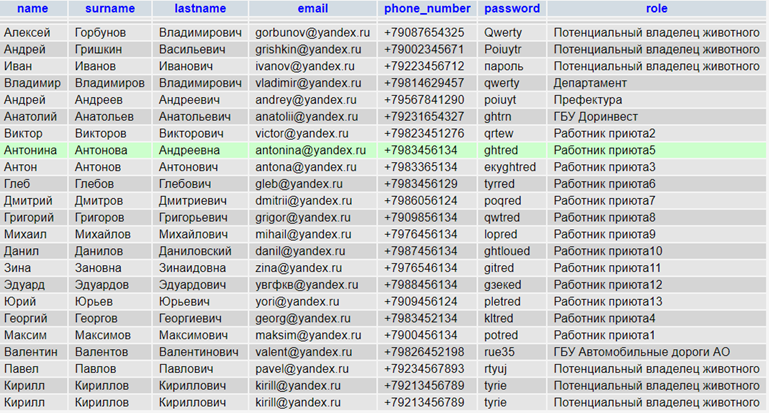 name surname lastname email phone_number password role
Алексей Горбунов Владимирович gorbunov@yandex.ru +79087654325 Qwerty Потенциальный владелец животного
Андрей Гришкин Васильевич grishkin@yandex.ru +79002345671 Poiuytr Потенциальный владелец животного
Иван Иванов Иванович ivanov@yandex.ru +79223456712 пароль Потенциальный владелец животного
Владимир Владимиров Владимирович vladimir@yandex.ru +79814629457 qwerty Департамент
Андрей Андреев Андреевич andrey@yandex.ru +79567841290 poiuyt Префектура
Анатолий Анатольев Анатольевич anatolii@yandex.ru +79231654327 ghtrn ГБУ Доринвест
Виктор Викторов Викторович victor@yandex.ru +79823451276 qrtew Работник приюта2
Антонина Антонова Андреевна antonina@yandex.ru +7983456134 ghtred Работник приюта5
Антон Антонов Антонович antona@yandex.ru +7983365134 екyghtred Работник приюта3
Глеб Глебов Глебович gleb@yandex.ru +7983456129 tyrred Работник приюта6
Дмитрий Дмитров Дмитриевич dmitrii@yandex.ru +7986056124 poqred Работник приюта7
Григорий Григоров Григорьевич grigor@yandex.ru +7909856134 qwtred Работник приюта8
Михаил Михайлов Михайлович mihail@yandex.ru +7976456134 lopred Работник приюта9
Данил Данилов Даниловский danil@yandex.ru +7987456134 ghtloued Работник приюта10
Зина Зановна Зинаидовна zina@yandex.ru +7976546134 gitred Работник приюта11
Эдуард Эдуардов Эдуардович увгфкв@yandex.ru +7988456134 gзекed Работник приюта12
Юрий Юрьев Юрьевич yori@yandex.ru +7909456124 pletred Работник приюта13
Георгий Георгов Георгиевич georg@yandex.ru +7983452134 kltred Работник приюта4
Максим Максимов Максимович maksim@yandex.ru +7900456134 potred Работник приюта1
Валентин Валентов Валентинович valent@yandex.ru +79826452198 rue35 ГБУ Автомобильные дороги АО
Павел Павлов Павлович pavel@yandex.ru +79234567893 rtyuj Потенциальный владелец животного
Кирилл Кириллов Кириллович kirill@yandex.ru +79213456789 tyrie Потенциальный владелец животного
Кирилл Кириллов Кириллович kirill@yandex.ru +79213456789 tyrie Потенциальный владелец животного